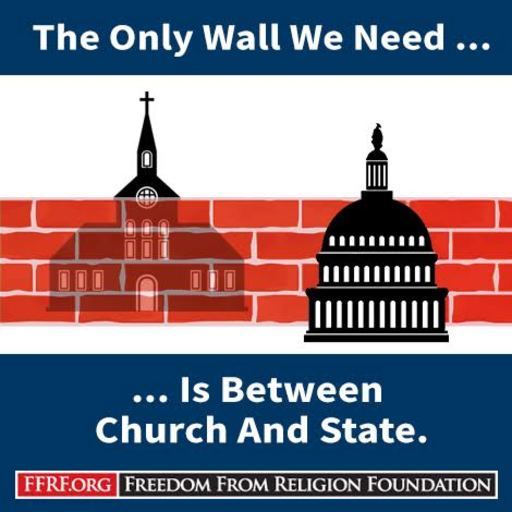 The Only Wall We Need ...
... Is Between
Church And State.
FFRF.ORG FREEDOM FROM RELIGION FOUNDATION